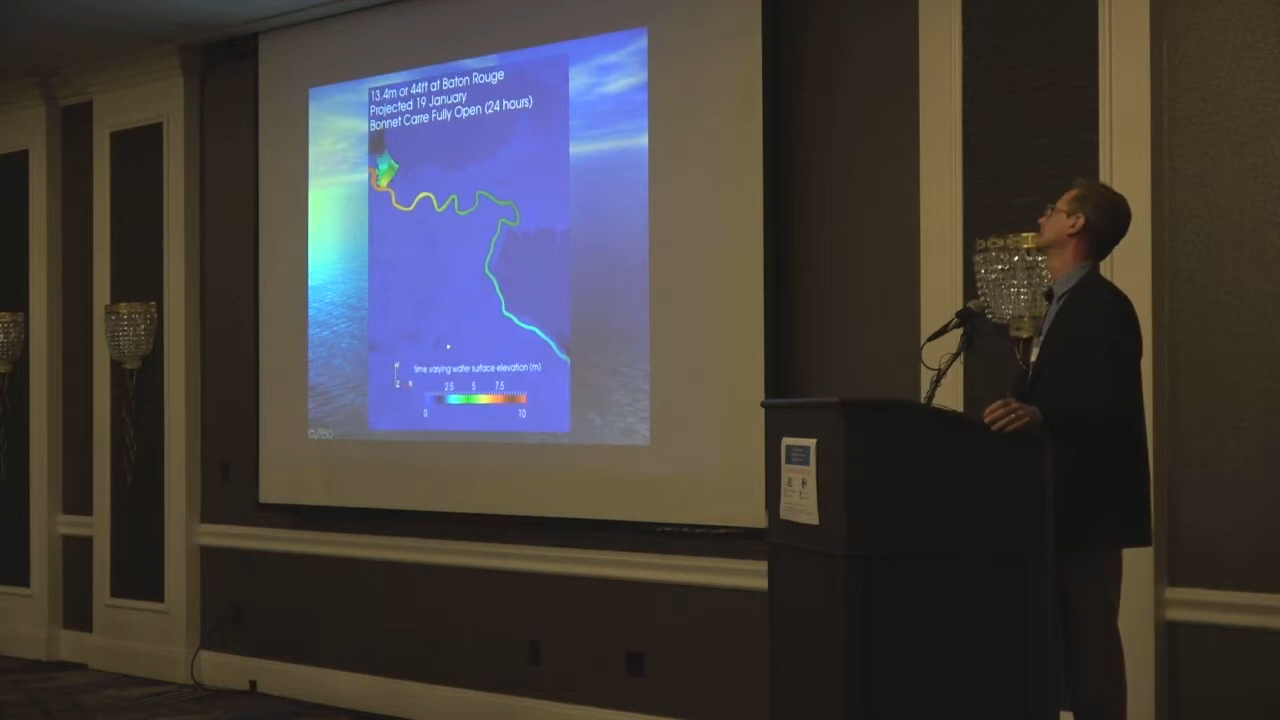 13.4m or 44ft at Baton Rouge
Projected 19 January
Bonnet Carre Fully Open (24 hours)
time varying water surface elevation (m)
2.5 5 7.5
0 10